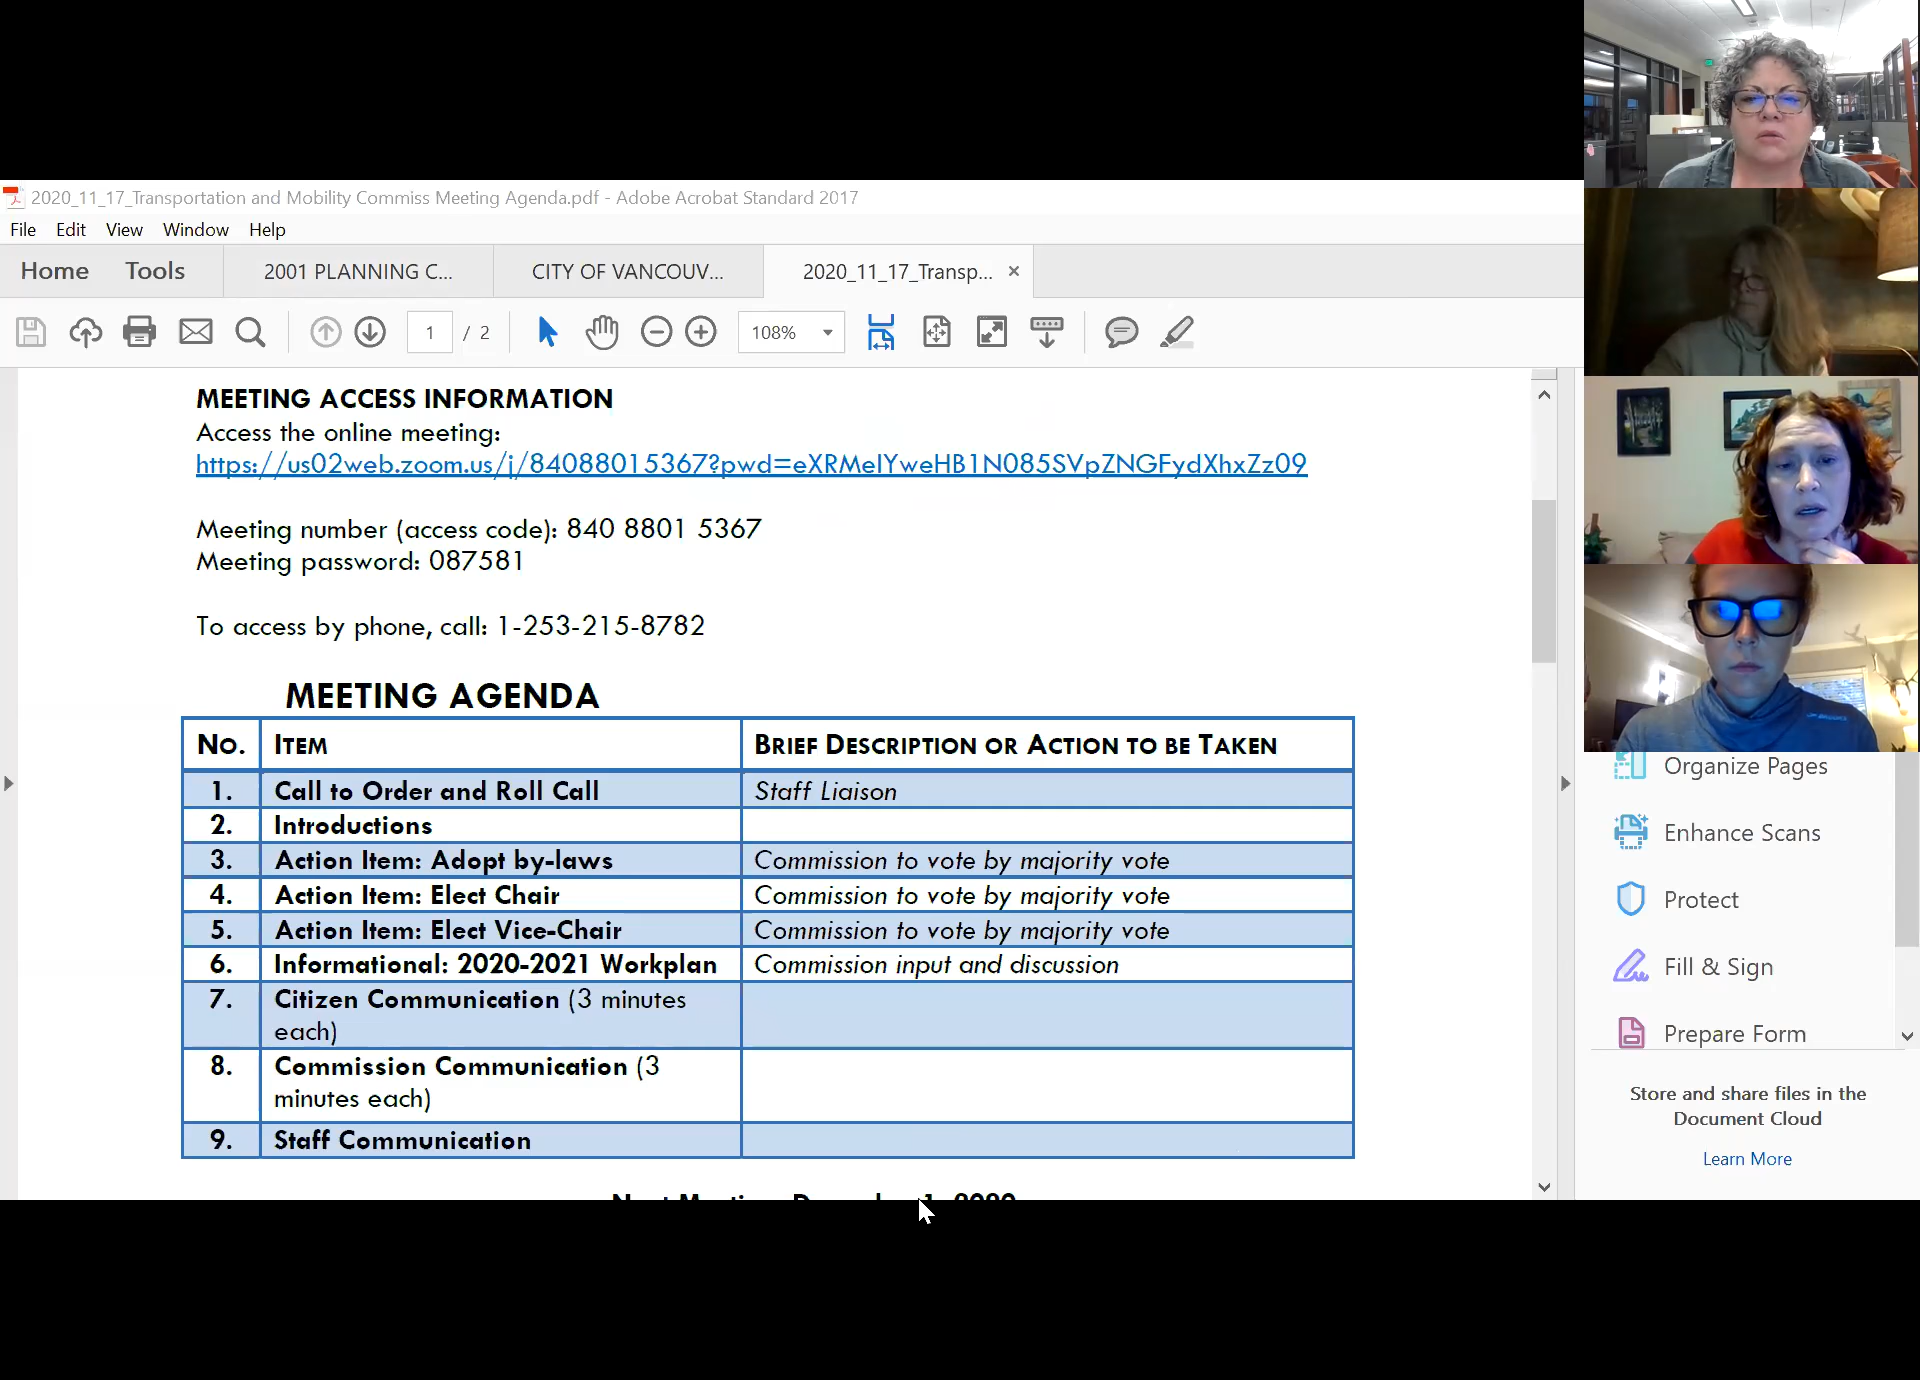 2020_11_17_Transportation and Mobility Commiss Meeting Agenda.pdf - Adobe Acrobat Standard 2017
File Edit View Window Help
Home Tools 2001 PLANNING C... CITY OF VANCOUV... 2020_11_17_Transp... ×
1 / 2 108%
MEETING ACCESS INFORMATION
Access the online meeting:
https://us02web.zoom.us/j/84088015367?pwd=eXRMelYweHB1N085SVpZNGFydXhxZz09
Meeting number (access code): 840 8801 5367
Meeting password: 087581
To access by phone, call: 1-253-215-8782
MEETING AGENDA
NO. ITEM BRIEF DESCRIPTION OR ACTION TO BE TAKEN
1. Call to Order and Roll Call Staff Liaison
2. Introductions
3. Action Item: Adopt by-laws Commission to vote by majority vote
4. Action Item: Elect Chair Commission to vote by majority vote
5. Action Item: Elect Vice-Chair Commission to vote by majority vote
6. Informational: 2020-2021 Workplan Commission input and discussion
7. Citizen Communication (3 minutes
each)
8. Commission Communication (3
minutes each)
9. Staff Communication
Next Meeting: December 1, 2020
Organize Pages
Enhance Scans
Protect
Fill & Sign
Prepare Form
Store and share files in the
Document Cloud
Learn More